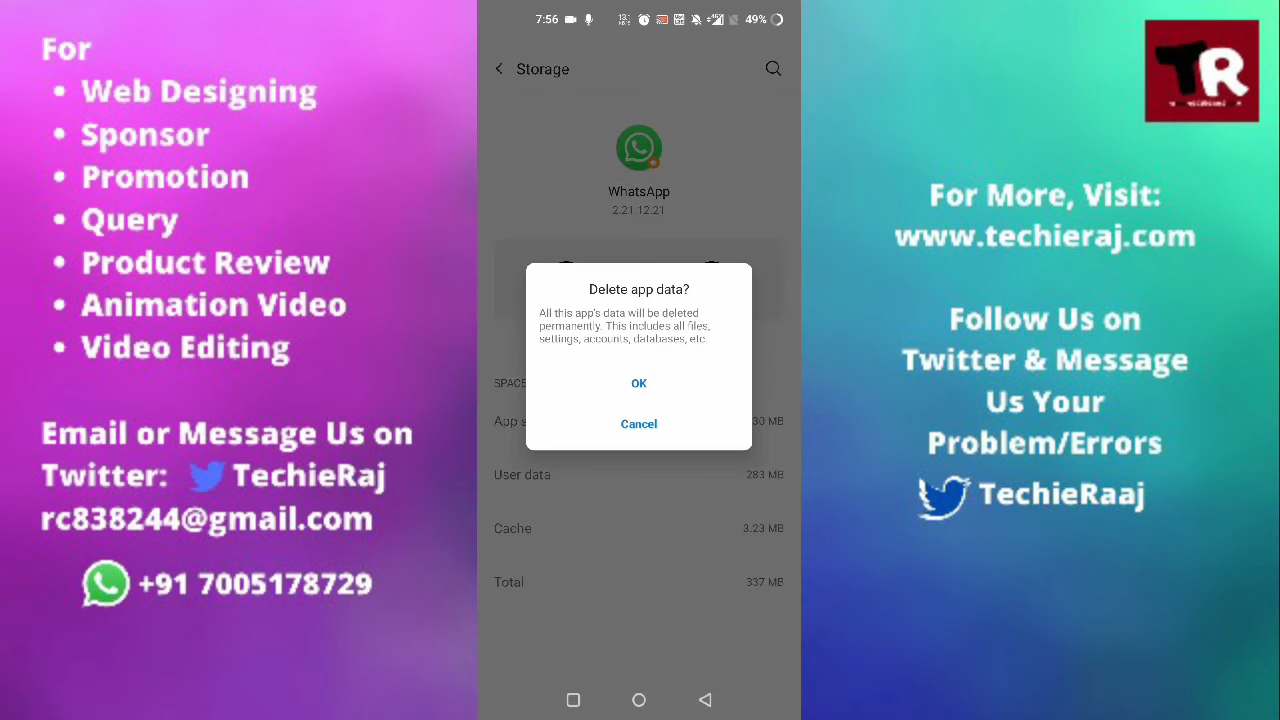 For
• Web Designing
• Sponsor
• Promotion
• Query
• Product Review
• Animation Video
• Video Editing
Email or Message Us on
Twitter: TechieRaj
rc838244@gmail.com
+91 7005178729
7:56
49%
Storage
WhatsApp
2.21.12.21
Delete app data?
All this app's data will be deleted
permanently. This includes all files,
settings, accounts, databases, etc.
OK
Cancel
SPACE
App s
30 MB
User data
283 MB
Cache
3.23 MB
Total
337 MB
TR
For More, Visit:
www.techieraj.com
Follow Us on
Twitter & Message
Us Your
Problem/Errors
TechieRaaj